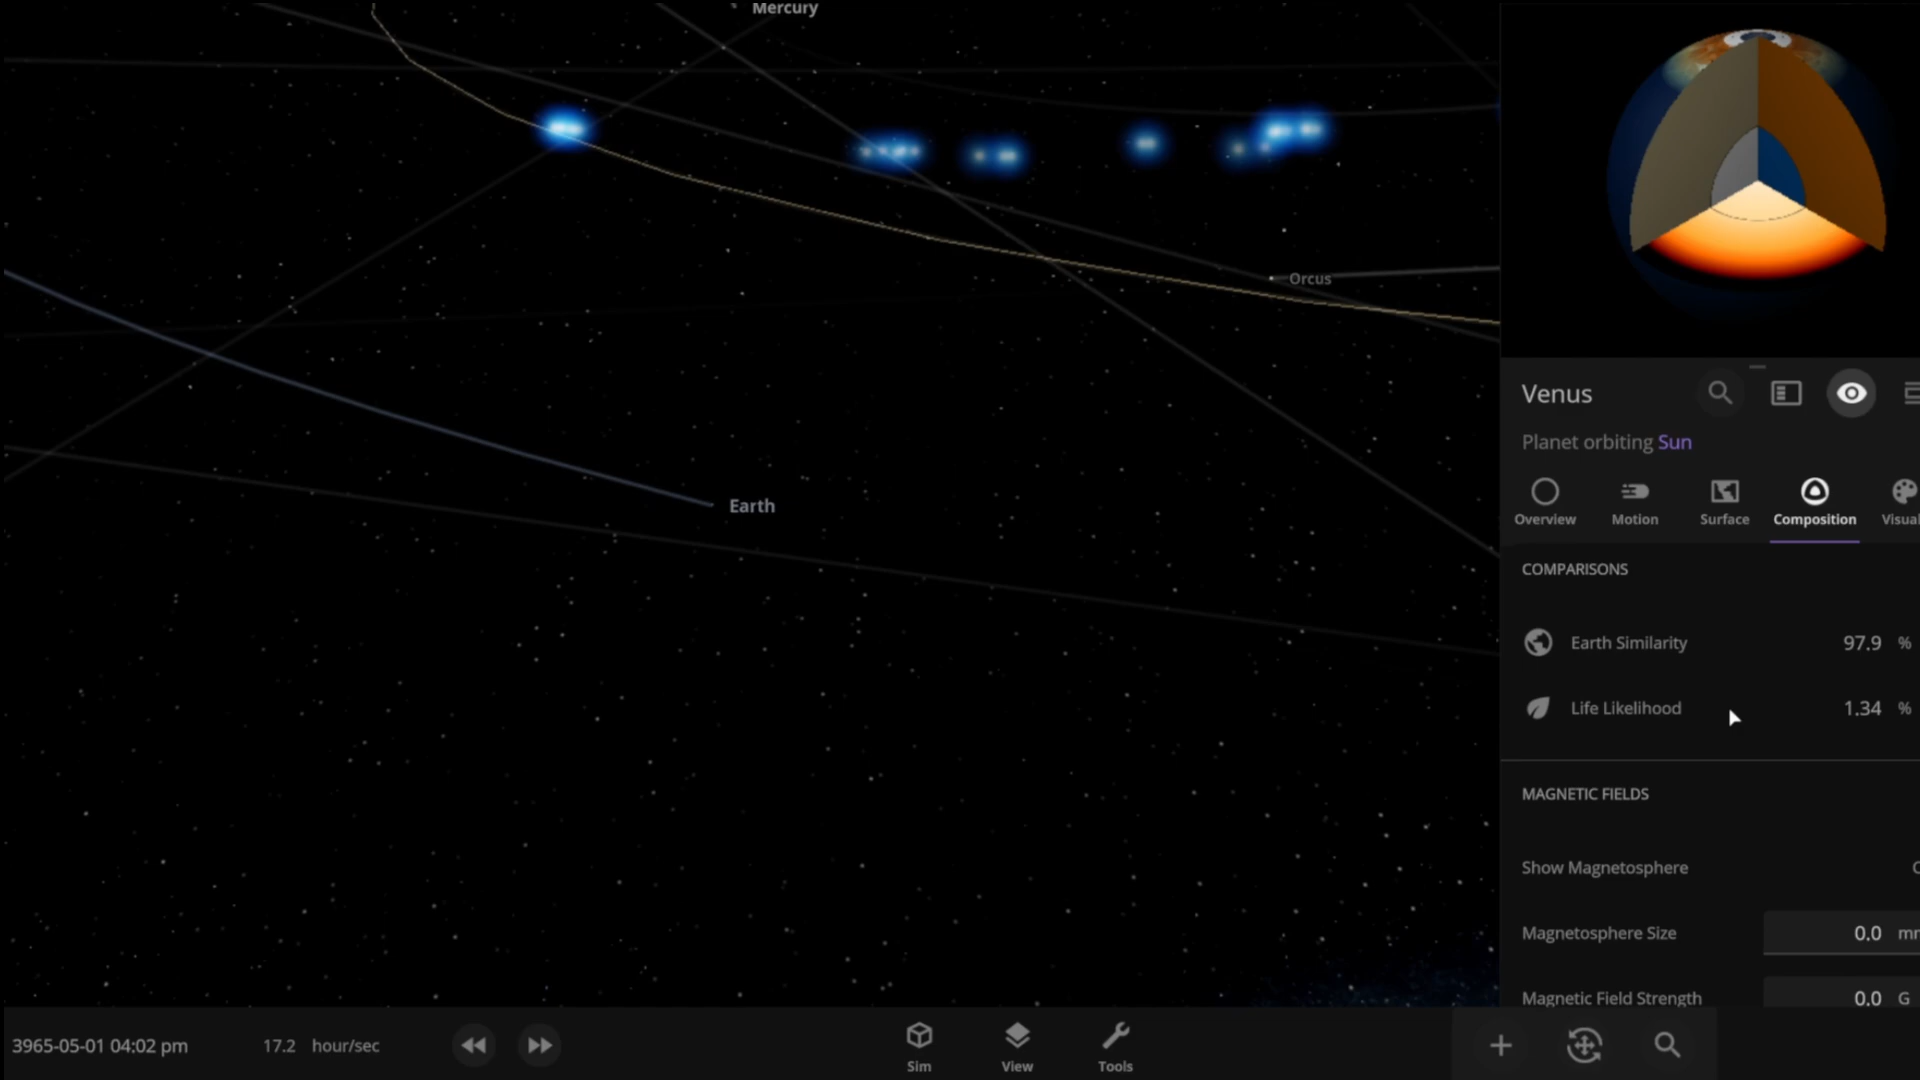 Mercury
Orcus
Earth
Venus
Planet orbiting Sun
Overview
Motion
Surface
Composition
Visual
COMPARISONS
Earth Similarity 97.9 %
Life Likelihood 1.34 %
MAGNETIC FIELDS
Show Magnetosphere
Magnetosphere Size 0.0
Magnetic Field Strength 0.0 G
3965-05-01 04:02 pm 17.2 hour/sec
Sim
View
Tools